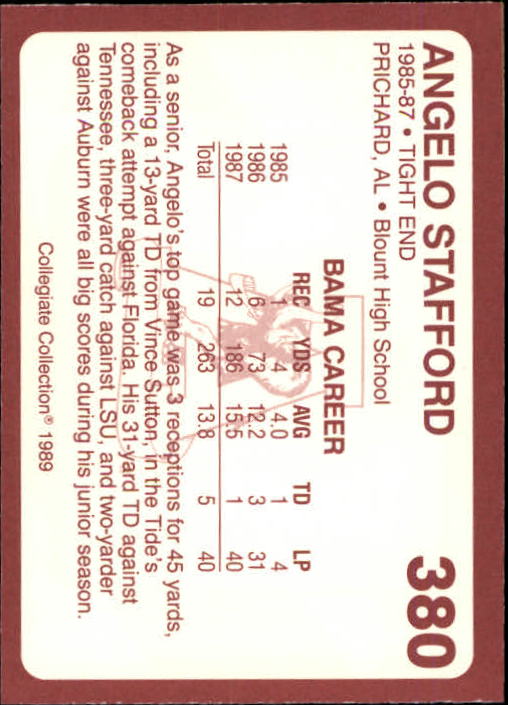 ANGELO STAFFORD 380
1985-87 • TIGHT END
PRICHARD, AL • Blount High School
BAMA CAREER
REC YDS AVG TD LP
1985 1 4 4.0 1 4
1986 6 73 12.2 3 31
1987 12 186 15.5 1 40
Total 19 263 13.8 5 40
As a senior, Angelo's top game was 3 receptions for 45 yards,
including a 13-yard TD from Vince Sutton, in the Tide's
comeback attempt against Florida. His 31-yard TD against
Tennessee, three-yard catch against LSU, and two-yarder
against Auburn were all big scores during his junior season.
Collegiate Collection® 1989